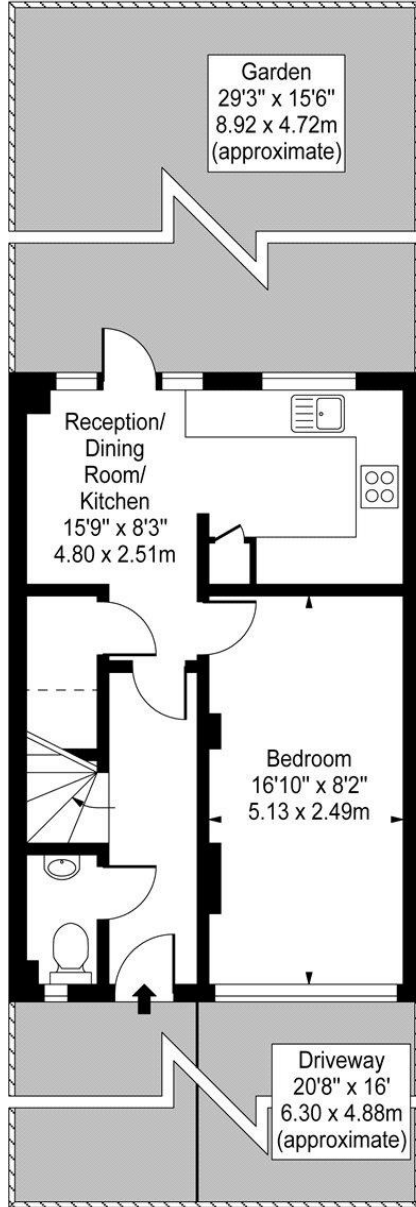 Garden
29'3" x 15'6"
8.92 x 4.72m
(approximate)
Reception/
Dining
Room/
Kitchen
15'9" x 8'3"
4.80 x 2.51m
Bedroom
16'10" x 8'2"
5.13 x 2.49m
Driveway
20'8" x 16'
6.30 x 4.88m
(approximate)